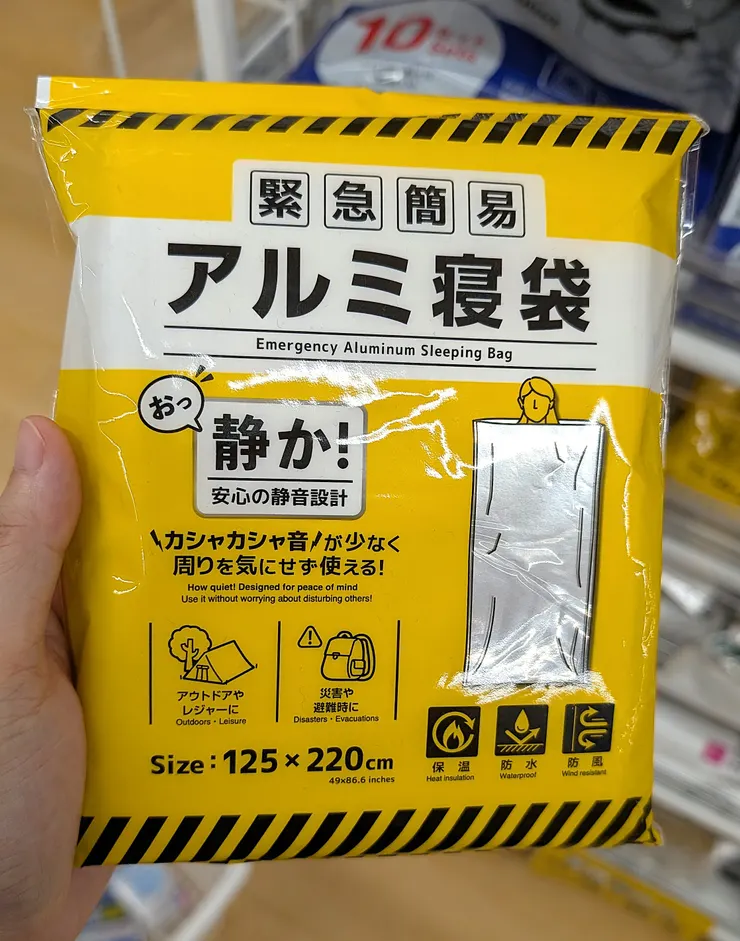 10
緊急簡易
アルミ寝袋
Emergency Aluminum Sleeping Bag
おっ
静か!
安心の静音設計
カシャカシャ音が少なく
周りを気にせず使える!
How quiet! Designed for peace of mind
Use it without worrying about disturbing others!
アウトドアや
レジャーに
Outdoors・Leisure
災害や
避難時に
Disasters・Evacuations
Size:125×220cm
49x86.6 inches
保温
Heat insulation
防水
Waterproof
防風
Wind resistant